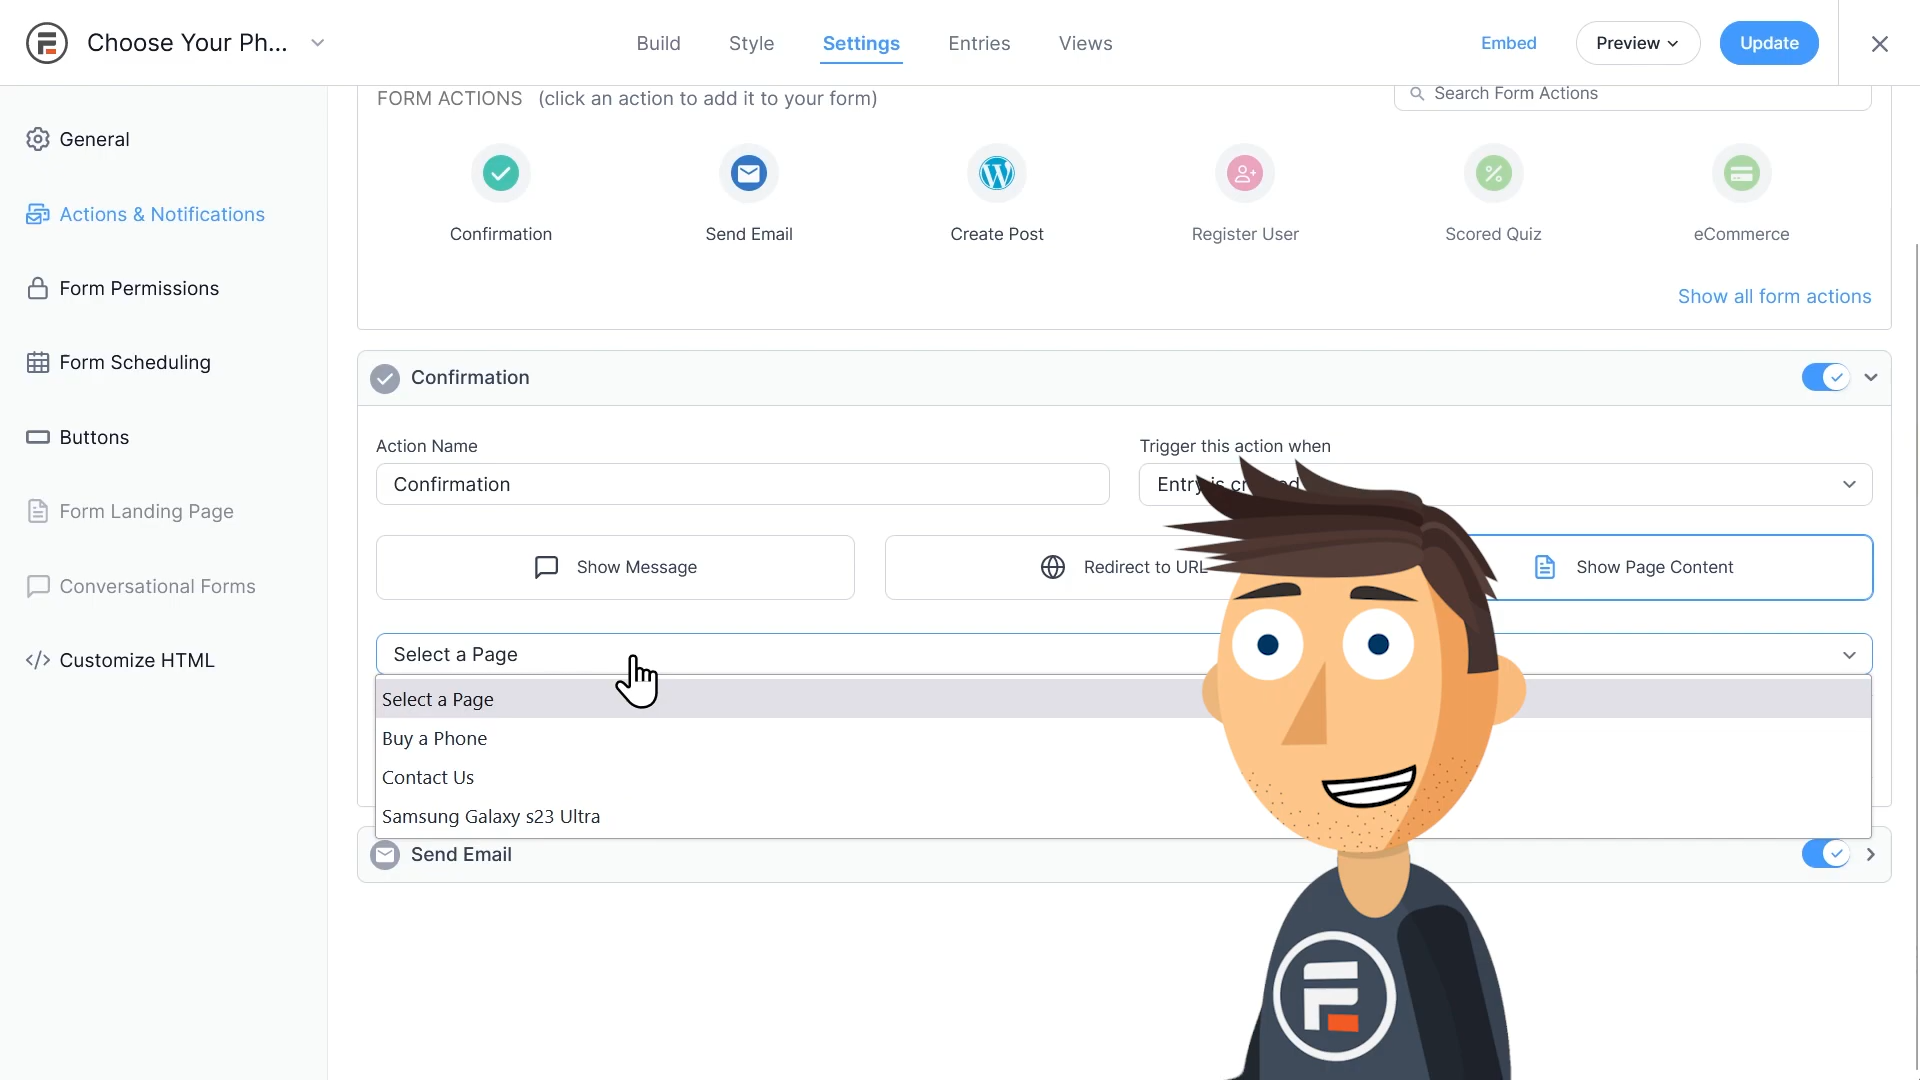 Choose Your Ph...
Build
Style
Settings
Entries
Views
Embed
Preview
Update
General
Actions & Notifications
Form Permissions
Form Scheduling
Buttons
Form Landing Page
Conversational Forms
Customize HTML
FORM ACTIONS (click an action to add it to your form)
Search Form Actions
Confirmation
Send Email
Create Post
Register User
Scored Quiz
eCommerce
Show all form actions
Confirmation
Action Name
Trigger this action when
Confirmation
Entry is
Show Message
Redirect to URL
Show Page Content
Select a Page
Select a Page
Buy a Phone
Contact Us
Samsung Galaxy s23 Ultra
Send Email